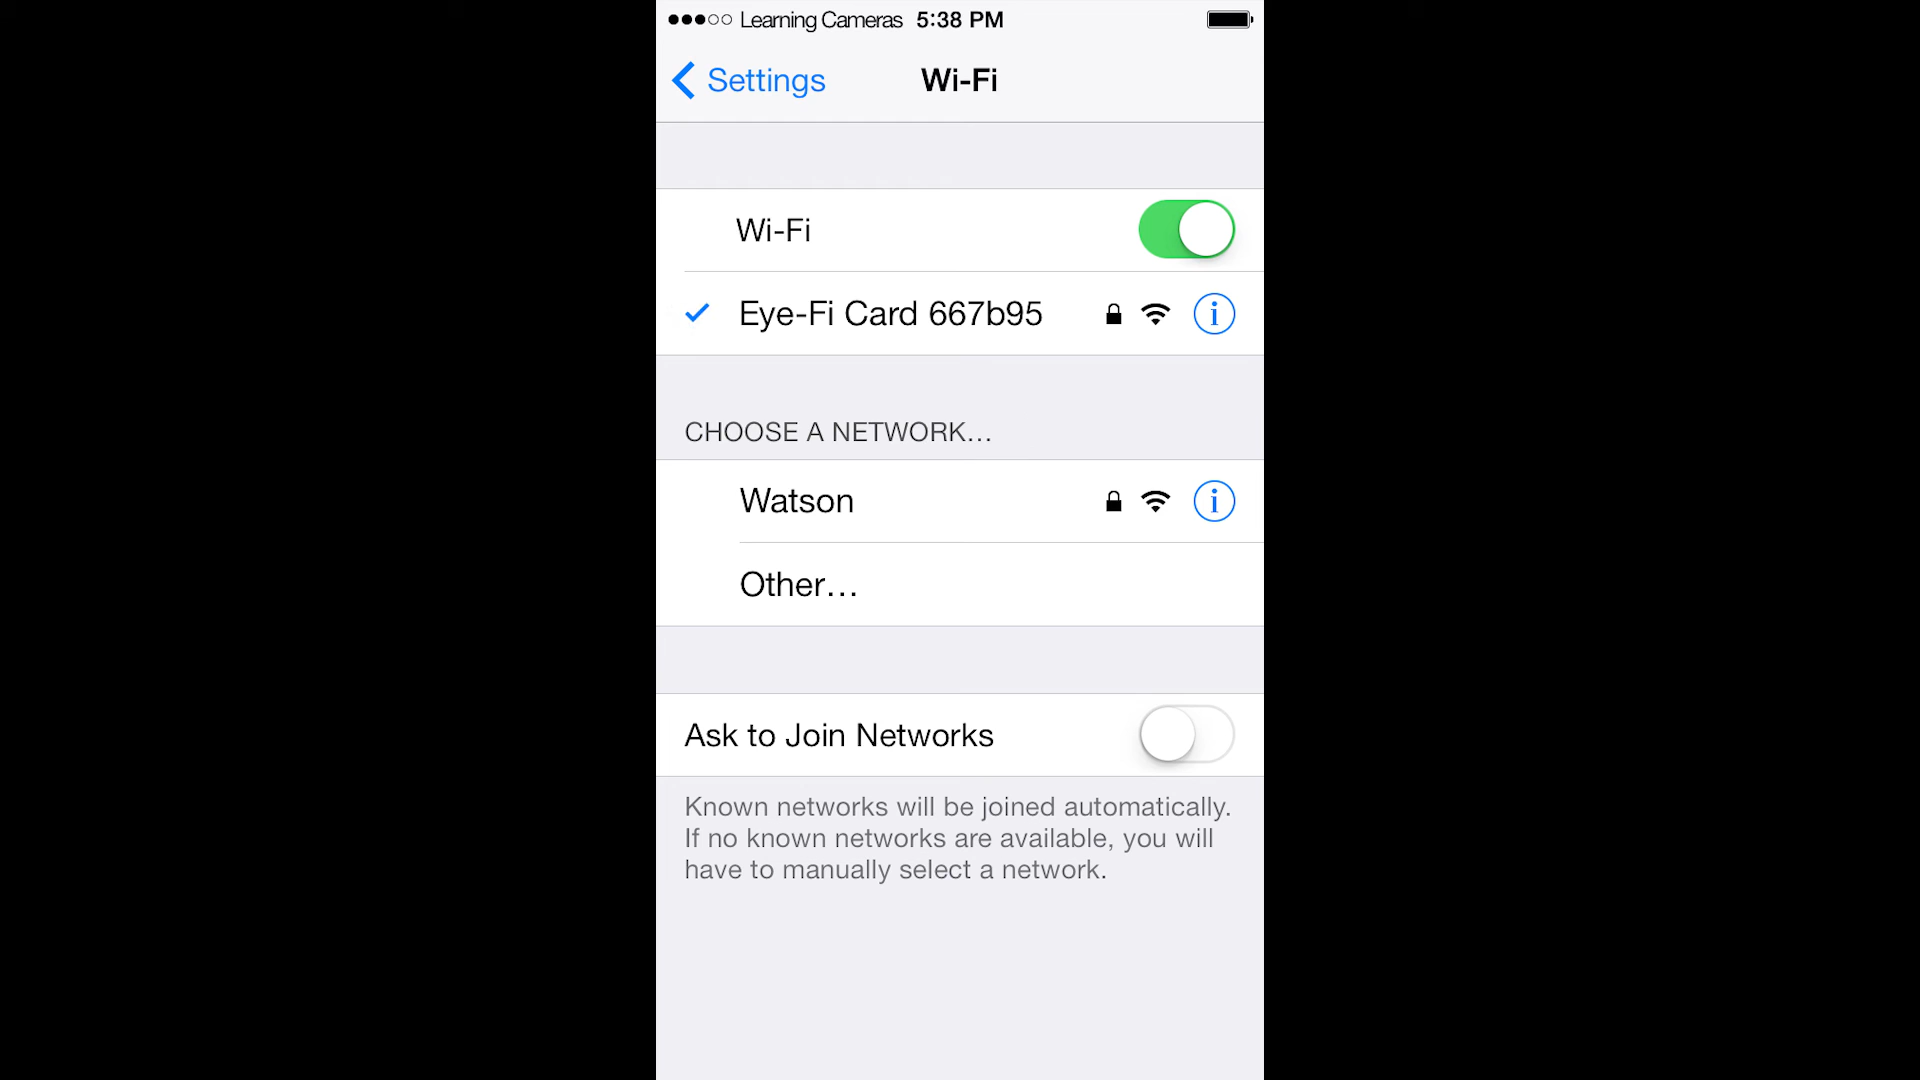 Learning Cameras 5:38 PM
Settings Wi-Fi
Wi-Fi
Eye-Fi Card 667b95
CHOOSE A NETWORK...
Watson
Other...
Ask to Join Networks
Known networks will be joined automatically.
If no known networks are available, you will
have to manually select a network.